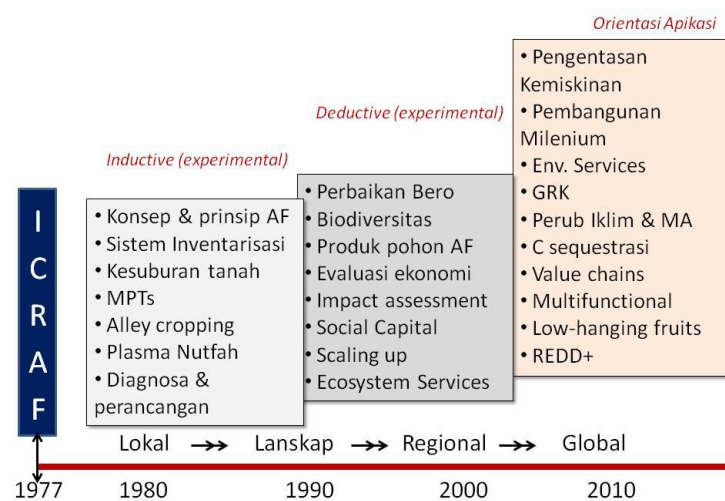 Orientasi Apikasi
• Pengentasan
Kemiskinan
• Pembangunan
Milenium
• Env. Services
• GRK
• Perub Iklim & MA
• C sequestrasi
• Value chains
• Multifunctional
• Low-hanging fruits
• REDD+
Deductive (experimental)
• Perbaikan Bero
• Biodiversitas
• Produk pohon AF
• Evaluasi ekonomi
• Impact assessment
• Social Capital
• Scaling up
• Ecosystem Services
Inductive (experimental)
• Konsep & prinsip AF
• Sistem Inventarisasi
• Kesuburan tanah
• MPTs
• Alley cropping
• Plasma Nutfah
• Diagnosa &
perancangan
I
C
R
A
F
Lokal Lanskap Regional Global
1977 1980 1990 2000 2010